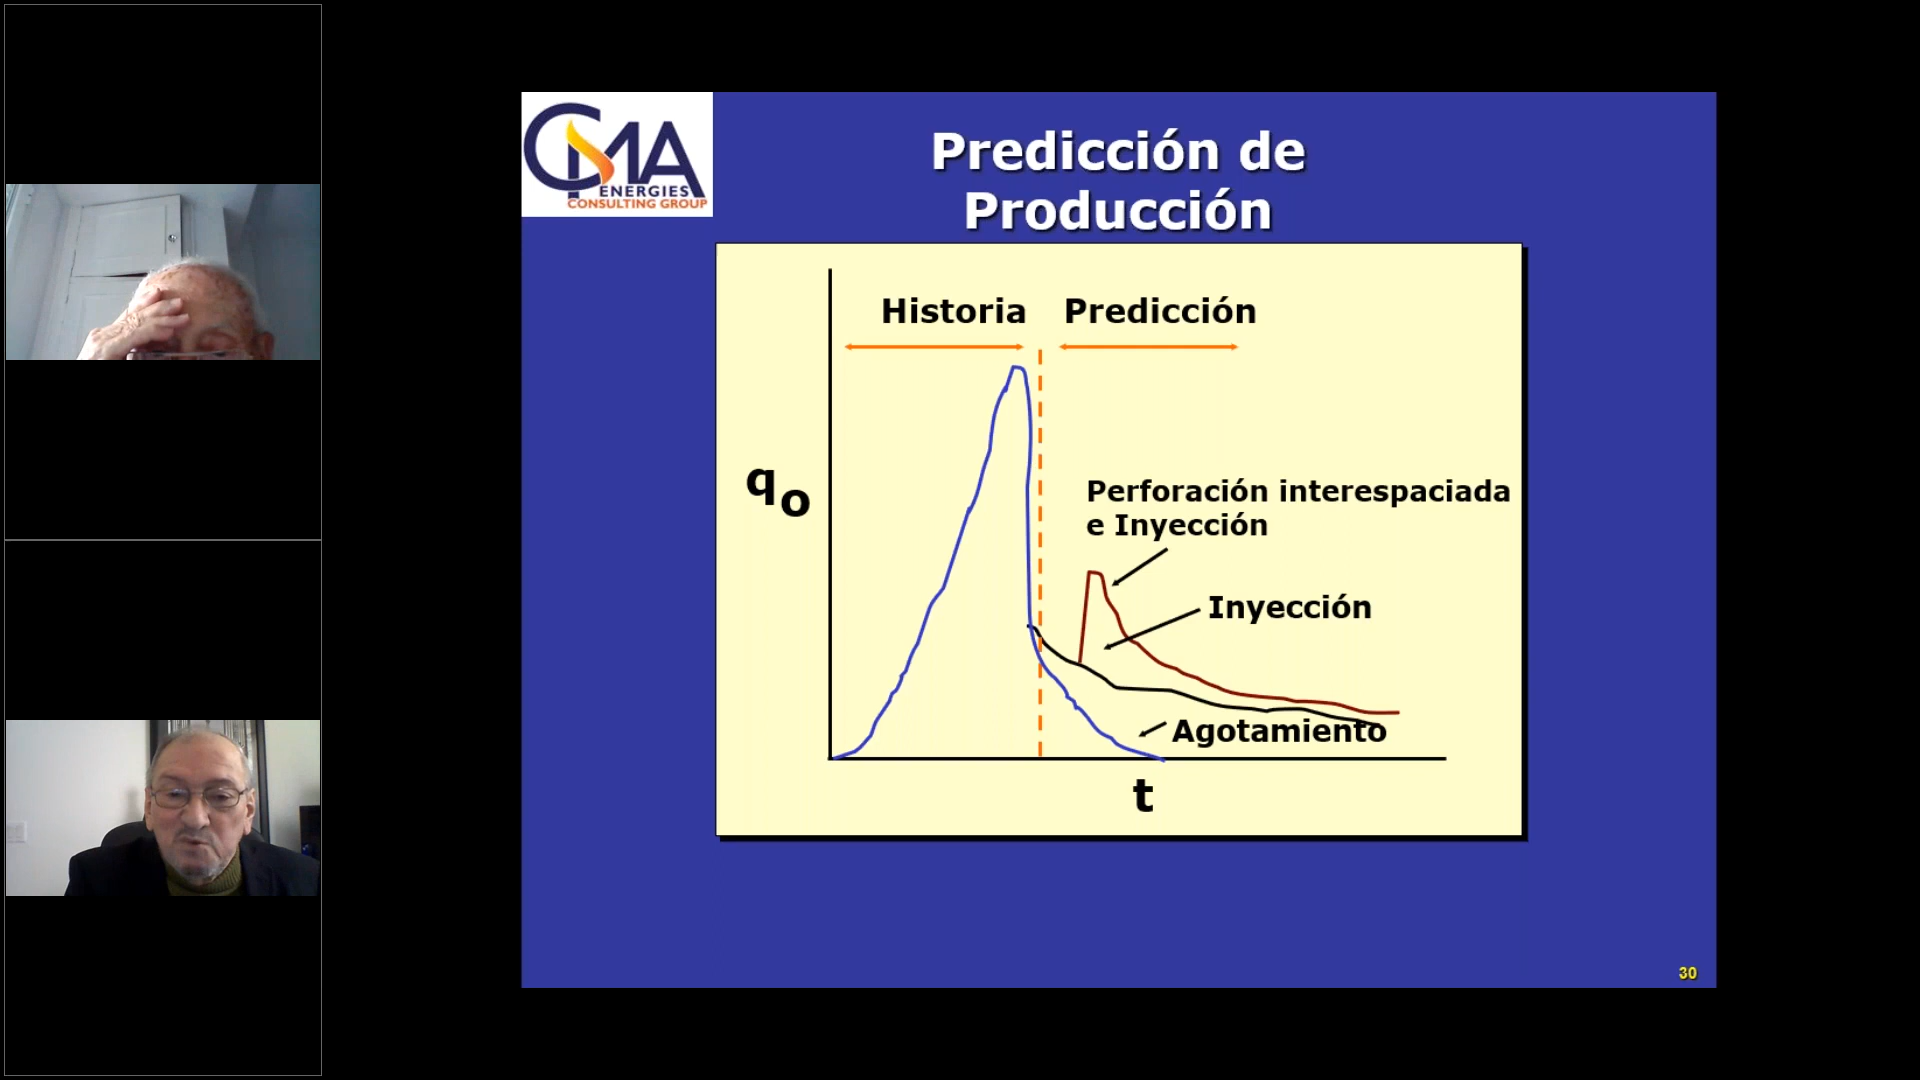 CMA
ENERGIES
CONSULTING GROUP
Predicción de
Producción
Historia
Predicción
qo
Perforación interespaciada
e Inyección
Inyección
Agotamiento
t
30